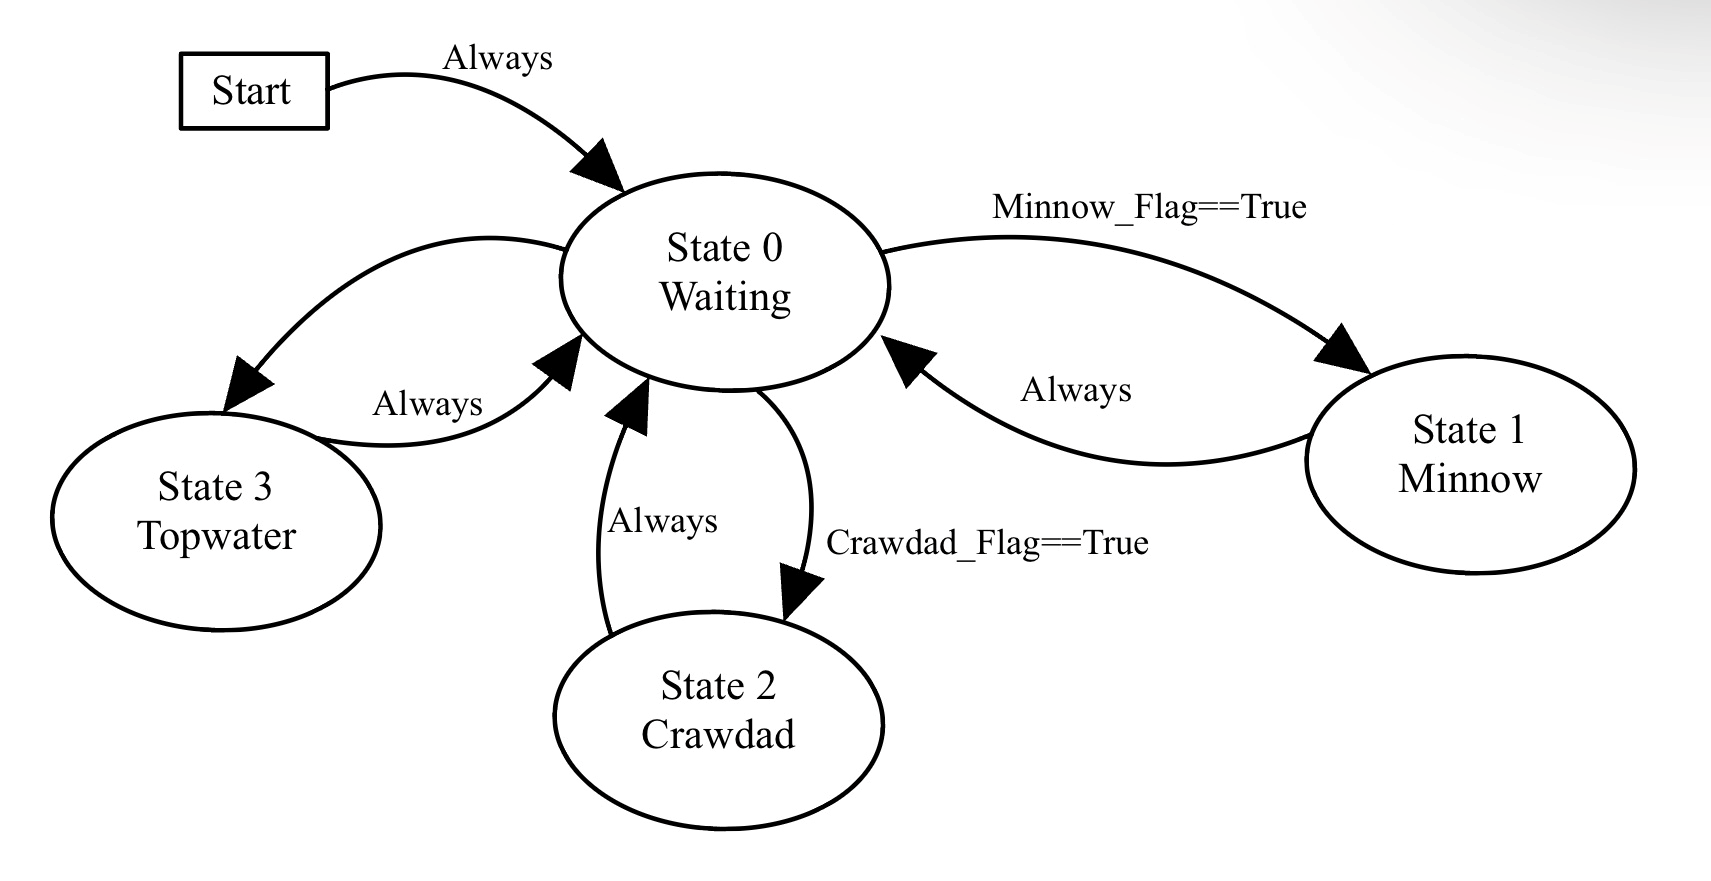 Always
Start
Minnow_Flag==True
State 0
Waiting
Always
Always
State 1
Minnow
State 3
Topwater
Always
Crawdad_Flag==True
State 2
Crawdad